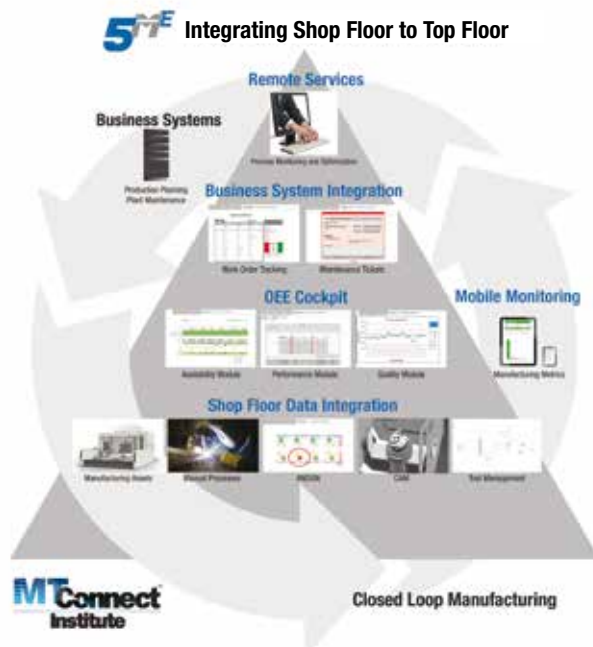 5ME Integrating Shop Floor to Top Floor
Remote Services
Process Monitoring and Optimization
Business Systems
Production Planning
Plant Maintenance
Business System Integration
Work Order Tracking
Maintenance Tickets
OEE Cockpit
Mobile Monitoring
Availability Module
Performance Module
Quality Module
Manufacturing Metrics
Shop Floor Data Integration
Manufacturing Assets
Manual Processes
ANDON
Tool Management
MTConnect
Institute
Closed Loop Manufacturing